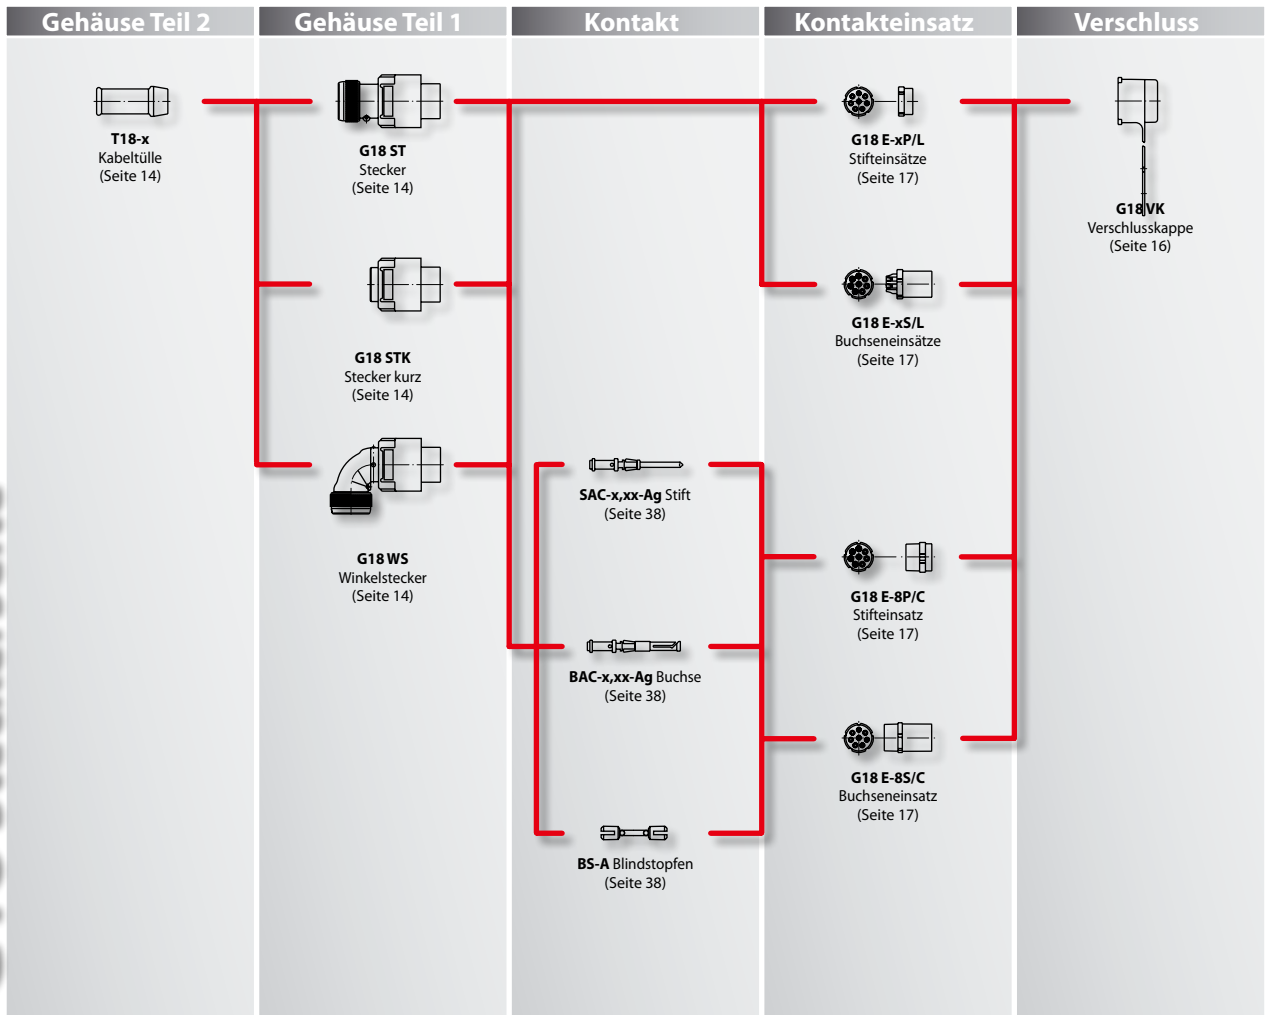 Gehäuse Teil 2
Gehäuse Teil 1
Kontakt
Kontakteinsatz
Verschluss
T18-x
Kabeltülle
(Seite 14)
G18 ST
Stecker
(Seite 14)
G18 STK
Stecker kurz
(Seite 14)
G18 WS
Winkelstecker
(Seite 14)
SAC-x,xx-Ag Stift
(Seite 38)
BAC-x,xx-Ag Buchse
(Seite 38)
BS-A Blindstopfen
(Seite 38)
G18 E-xP/L
Stifteinsätze
(Seite 17)
G18 E-xS/L
Buchseneinsätze
(Seite 17)
G18 E-8P/C
Stifteinsatz
(Seite 17)
G18 E-8S/C
Buchseneinsatz
(Seite 17)
G18 VK
Verschlusskappe
(Seite 16)